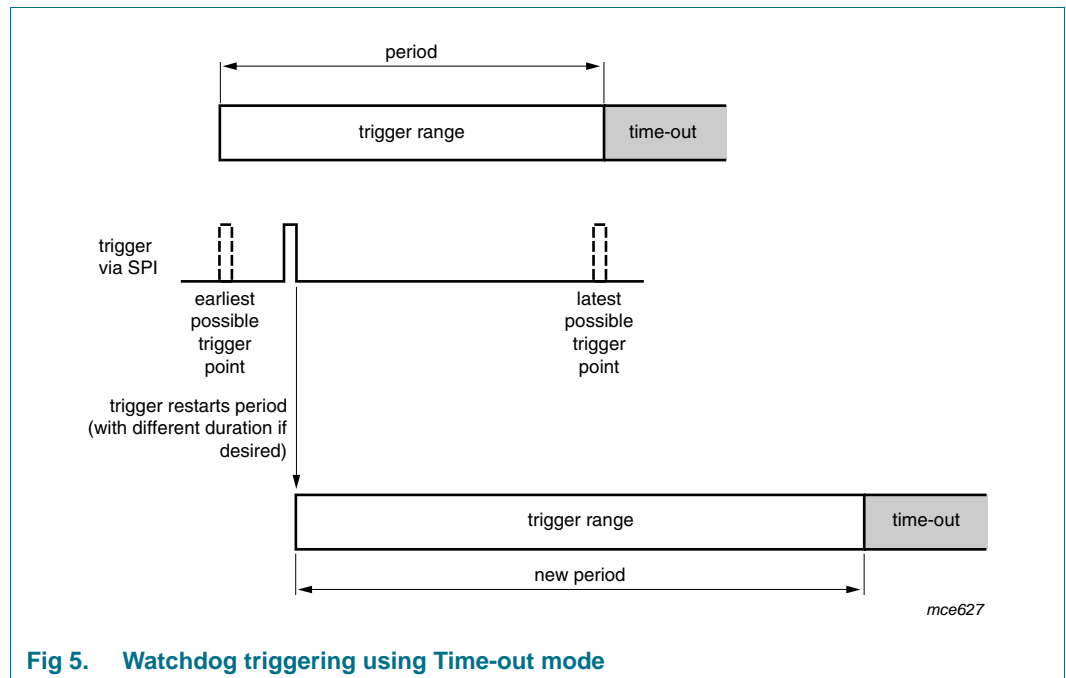 period
trigger range
time-out
trigger
via SPI
earliest
possible
trigger
point
latest
possible
trigger
point
trigger restarts period
(with different duration if
desired)
trigger range
time-out
new period
mce627
Fig 5. Watchdog triggering using Time-out mode